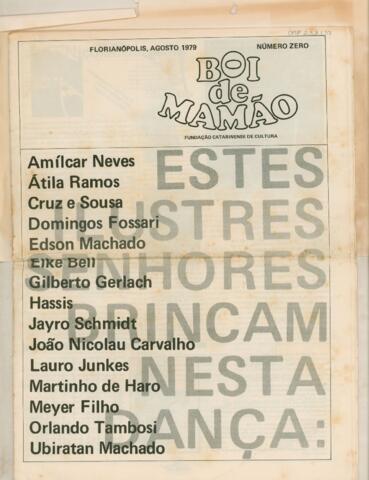 FLORIANÓPOLIS, AGOSTO 1979
NÚMERO ZERO
BOI
de
MAMÃO
FUNDAÇÃO CATARINENSE DE CULTURA
ESTES
ILUSTRES
SENHORES
BRINCAM
NESTA
DANÇA:
Amílcar Neves
Átila Ramos
Cruz e Sousa
Domingos Fossari
Edson Machado
Elke Bell
Gilberto Gerlach
Hassis
Jayro Schmidt
João Nicolau Carvalho
Lauro Junkes
Martinho de Haro
Meyer Filho
Orlando Tambosi
Ubiratan Machado